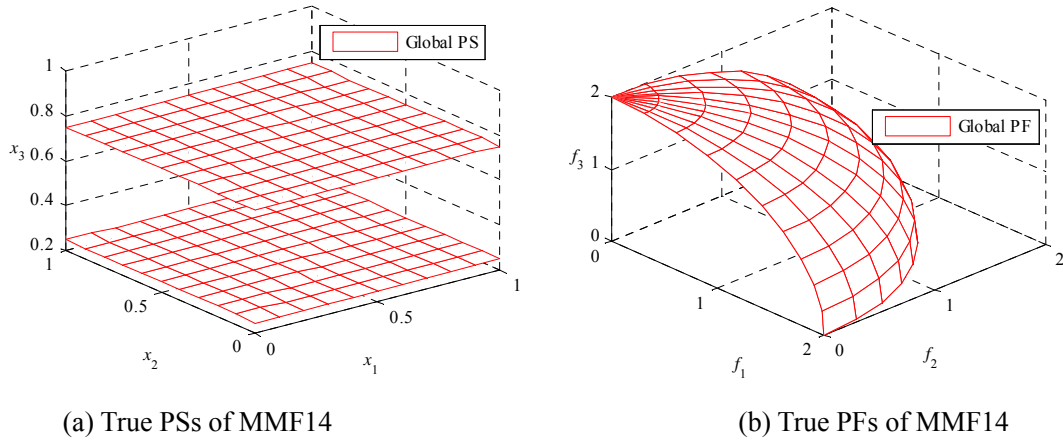 Global PS
1
0.8
x3
0.6
0.4
0.2
1
0.5
x2
0
0
0.5
1
x1
Global PF
2
f3
1
0
0
1
f1
2
0
1
f2
2
(a) True PSs of MMF14
(b) True PFs of MMF14